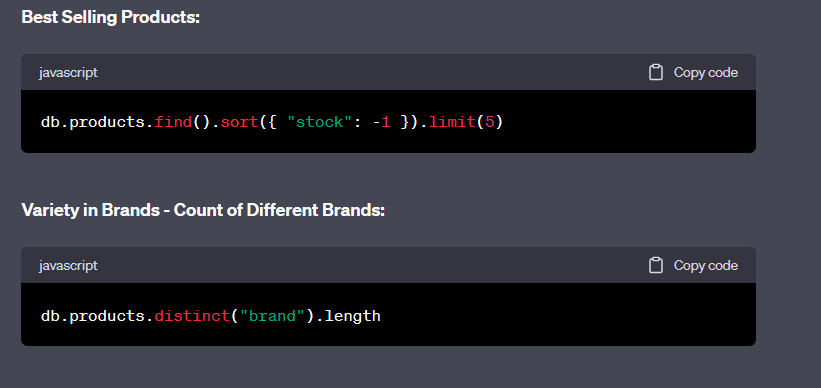 Best Selling Products:
javascript
Copy code
db.products.find().sort({ "stock": -1 }).limit(5)
Variety in Brands - Count of Different Brands:
javascript
Copy code
db.products.distinct("brand").length